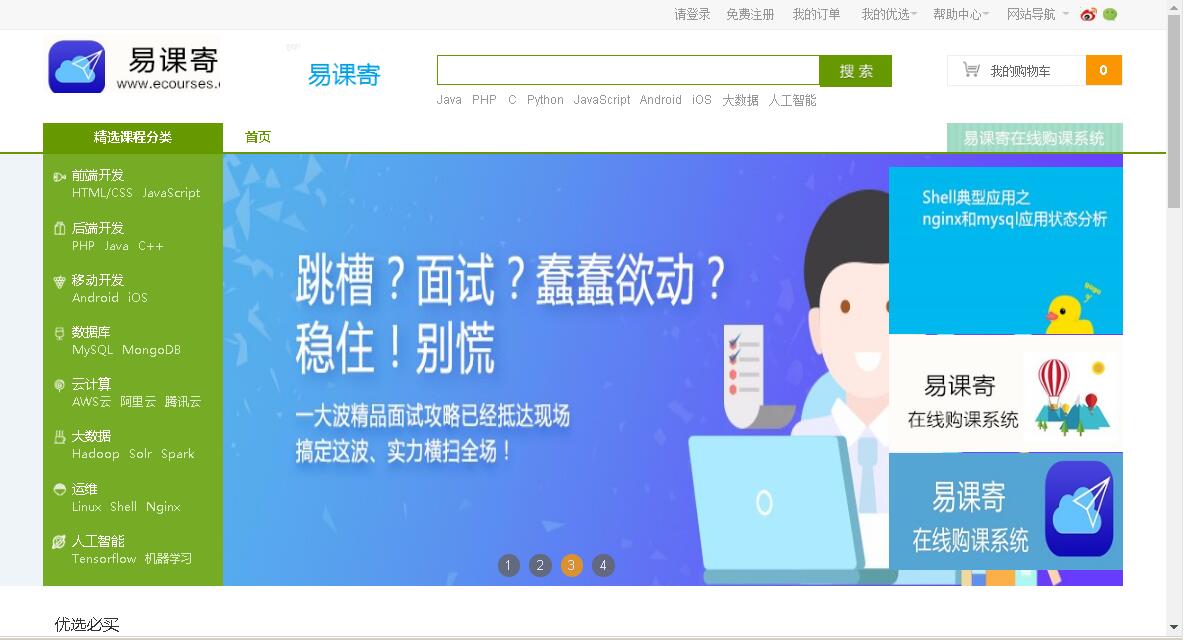 请登录 免费注册 我的订单 我的优选 帮助中心 网站导航
易课寄
www.ecourses.
易课寄
搜 索
我的购物车 0
Java PHP C Python JavaScript Android iOS 大数据 人工智能
精选课程分类 首页
易课寄在线购课系统
前端开发
HTML/CSS JavaScript
后端开发
PHP Java C++
移动开发
Android iOS
数据库
MySQL MongoDB
云计算
AWS云 阿里云 腾讯云
大数据
Hadoop Solr Spark
运维
Linux Shell Nginx
人工智能
Tensorflow 机器学习
跳槽？面试？蠢蠢欲动？
稳住！别慌
一大波精品面试攻略已经抵达现场
搞定这波、实力横扫全场！
1 2 3 4
Shell典型应用之
nginx和mysql应用状态分析
易课寄
在线购课系统
易课寄
在线购课系统
优选必买